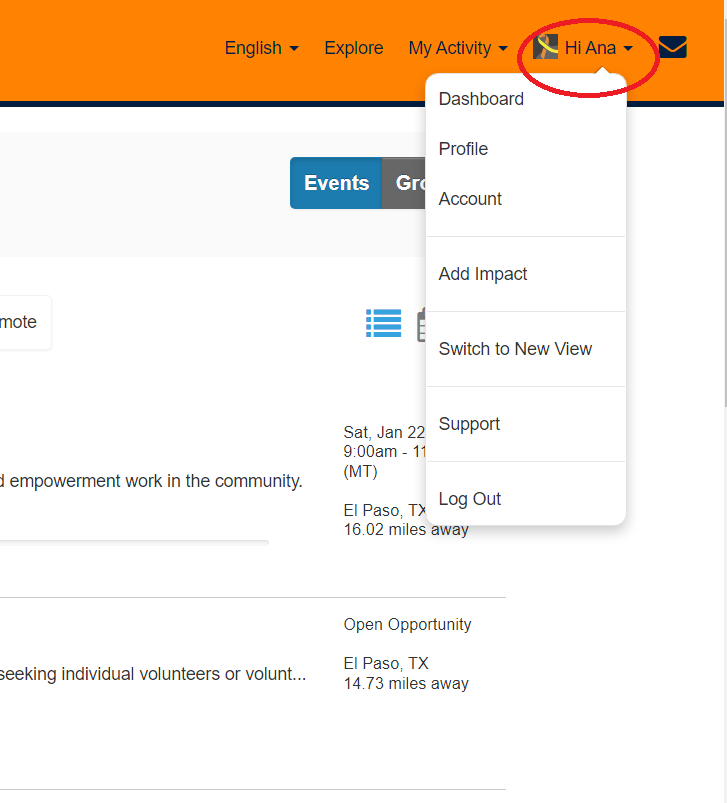 English
Explore
My Activity
Hi Ana
Dashboard
Profile
Account
Add Impact
Switch to New View
Support
Log Out
Events
mote
Sat, Jan 22
9:00am - 
(MT)
d empowerment work in the community.
El Paso, TX
16.02 miles away
Open Opportunity
El Paso, TX
14.73 miles away
seeking individual volunteers or volunt...